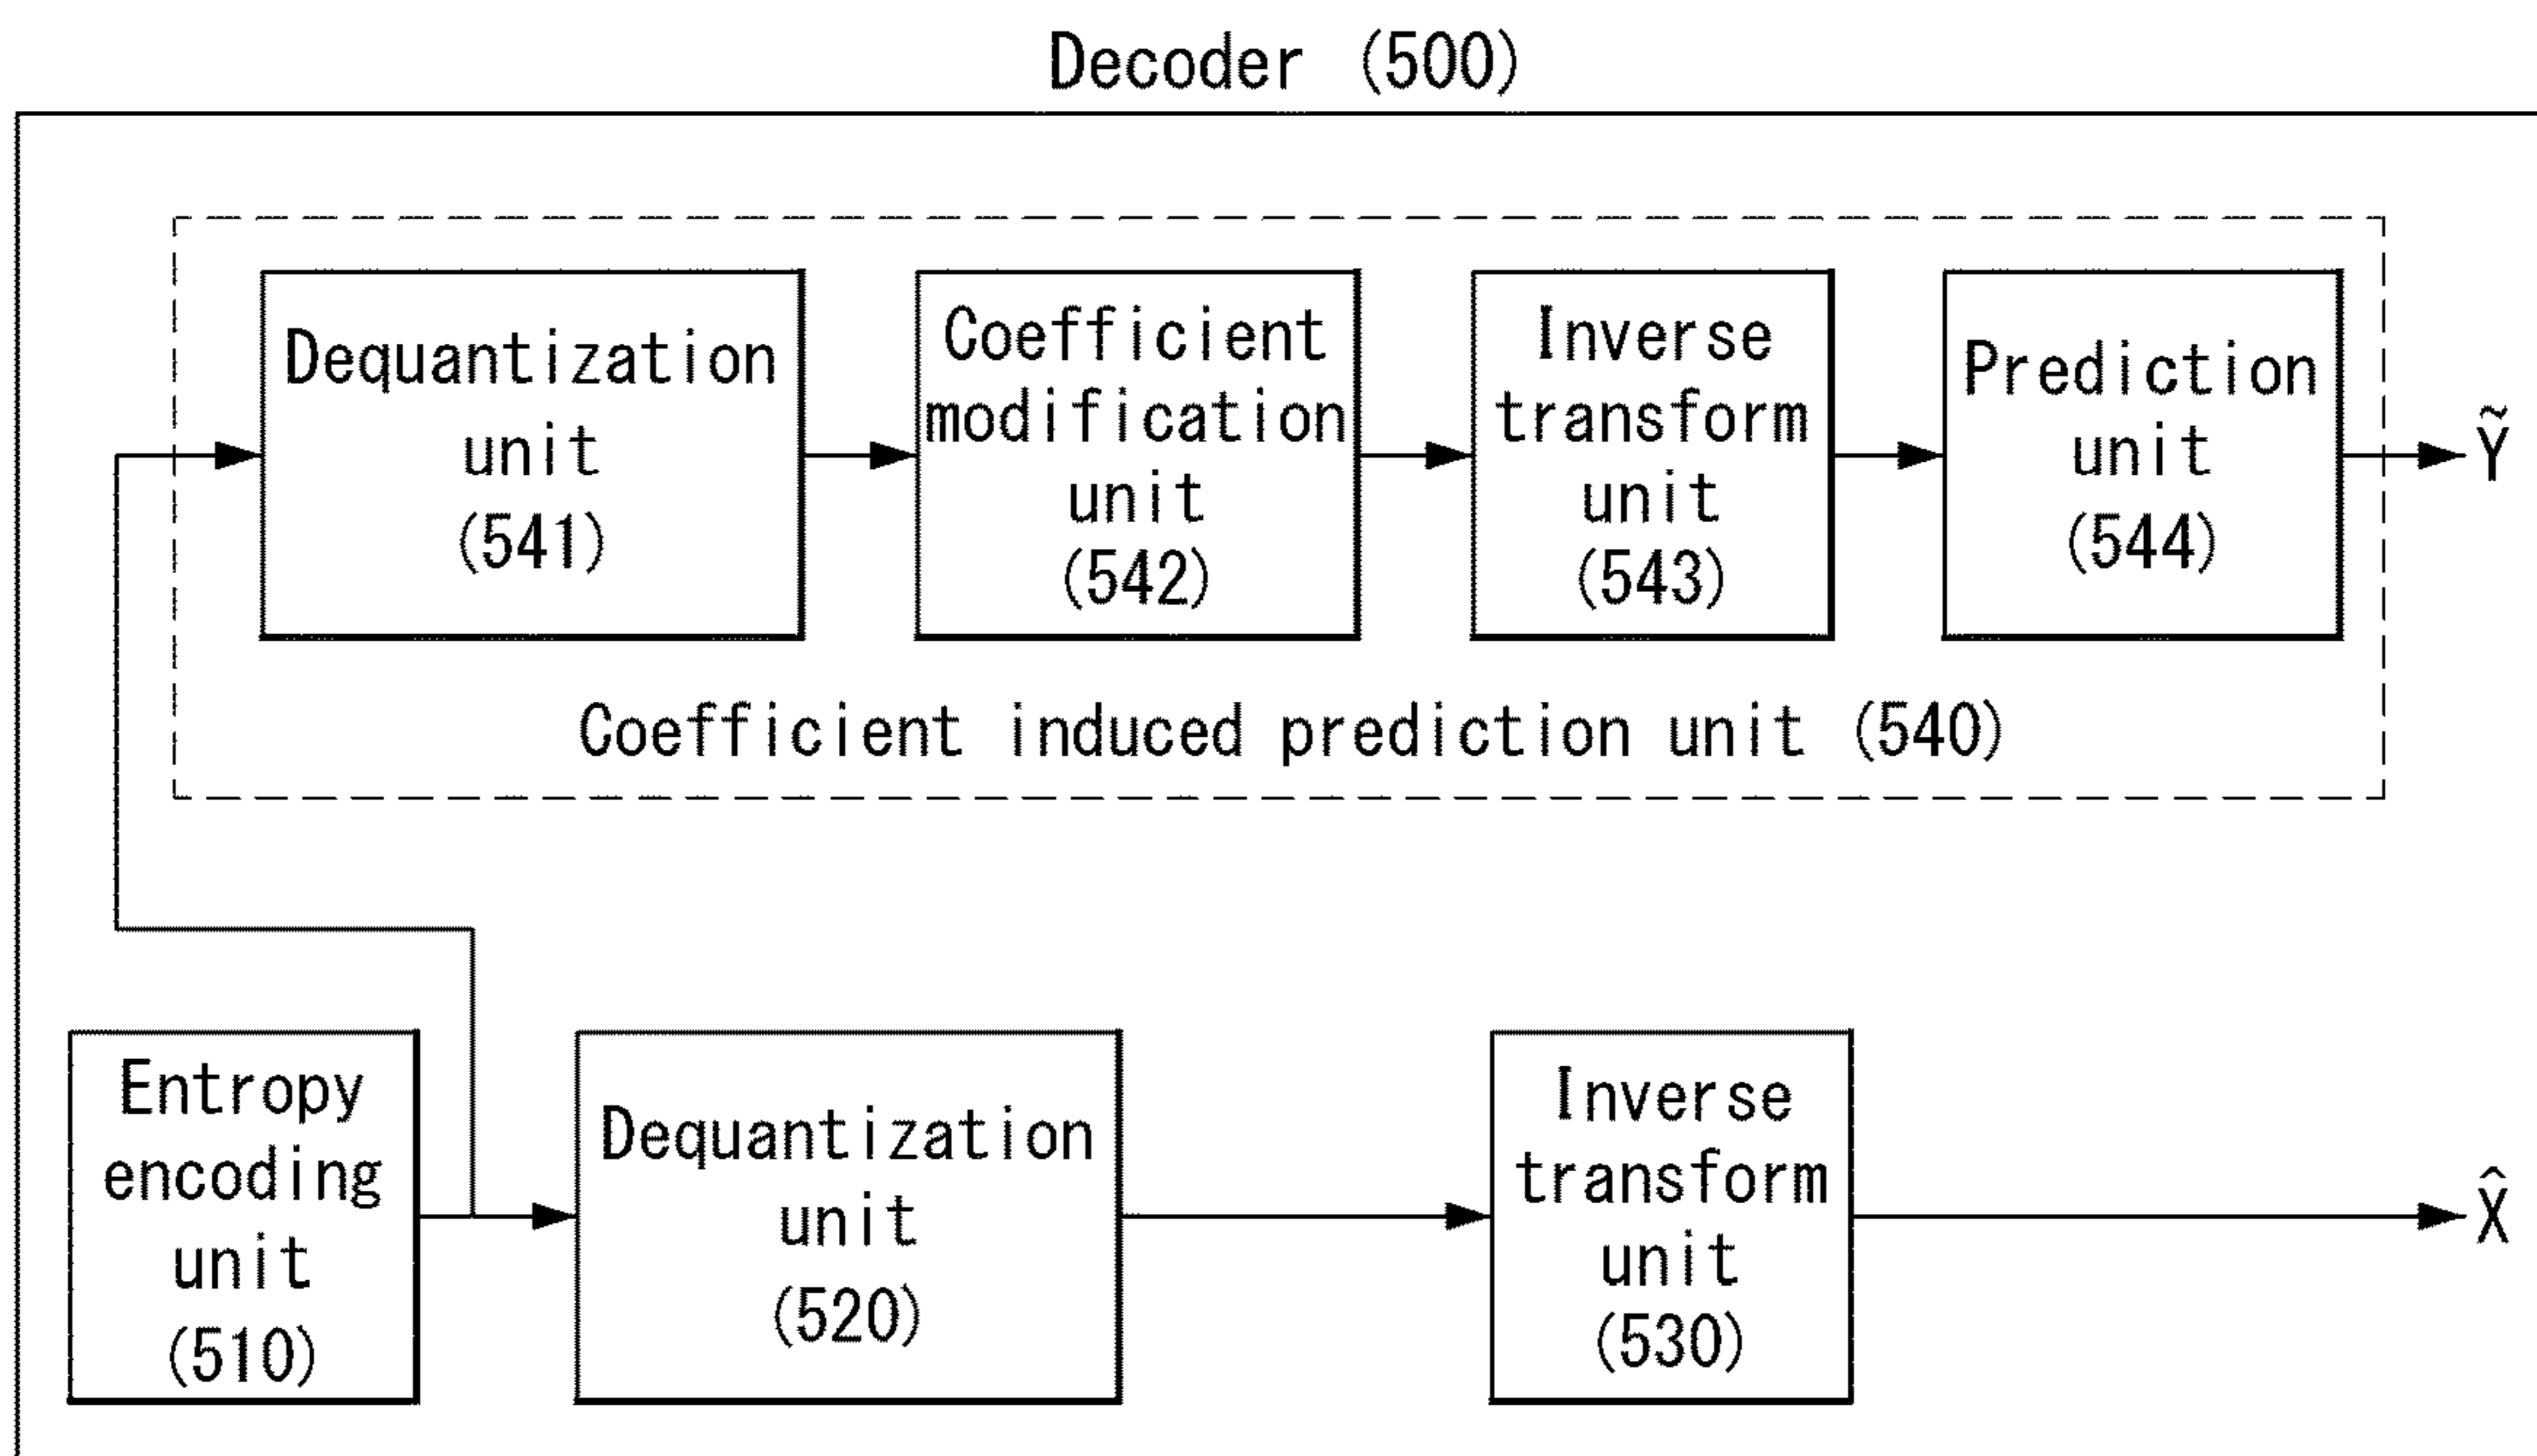 Decoder (500)
Dequantization
unit
(541)
Coefficient
modification
unit
(542)
Inverse
transform
unit
(543)
Prediction
unit
(544)
Ỹ
Coefficient induced prediction unit (540)
Entropy
encoding
unit
(510)
Dequantization
unit
(520)
Inverse
transform
unit
(530)
X̂